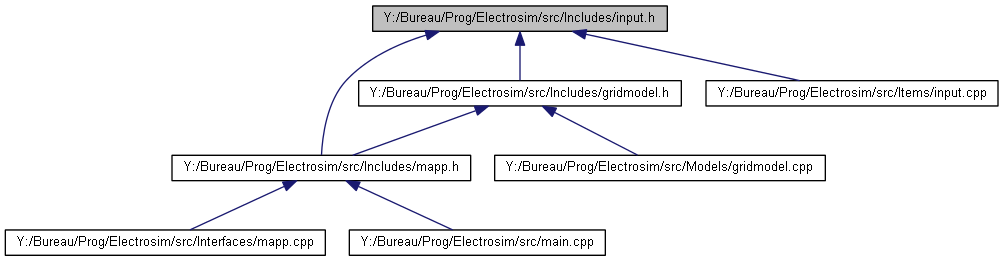 Y:/Bureau/Prog/Electrosim/src/Includes/input.h
Y:/Bureau/Prog/Electrosim/src/Includes/gridmodel.h
Y:/Bureau/Prog/Electrosim/src/Items/input.cpp
Y:/Bureau/Prog/Electrosim/src/Includes/mapp.h
Y:/Bureau/Prog/Electrosim/src/Models/gridmodel.cpp
Y:/Bureau/Prog/Electrosim/src/Interfaces/mapp.cpp
Y:/Bureau/Prog/Electrosim/src/main.cpp